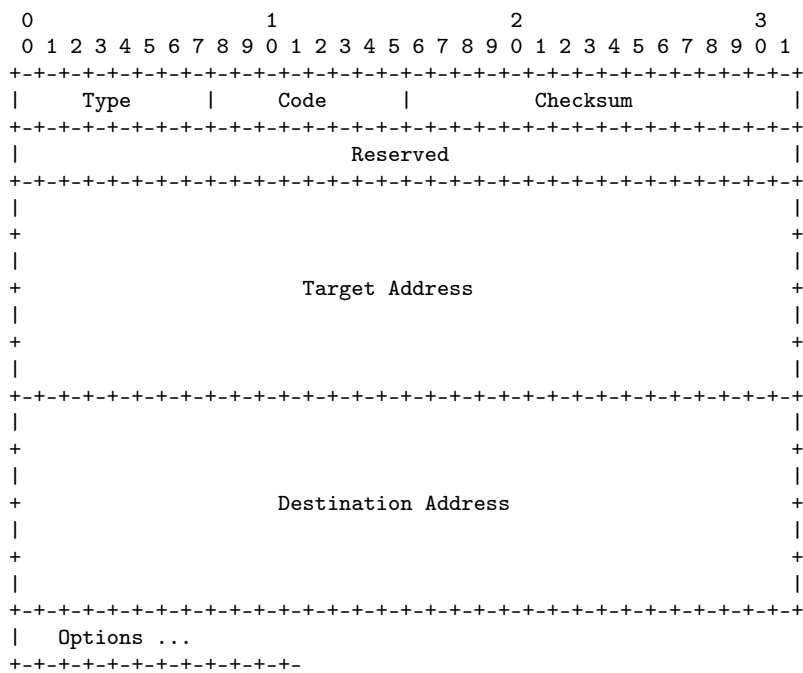 0                   1                   2                   3
0 1 2 3 4 5 6 7 8 9 0 1 2 3 4 5 6 7 8 9 0 1 2 3 4 5 6 7 8 9 0 1
+-+-+-+-+-+-+-+-+-+-+-+-+-+-+-+-+-+-+-+-+-+-+-+-+-+-+-+-+-+-+-+-+
|     Type      |     Code      |          Checksum             |
+-+-+-+-+-+-+-+-+-+-+-+-+-+-+-+-+-+-+-+-+-+-+-+-+-+-+-+-+-+-+-+-+
|                           Reserved                            |
+-+-+-+-+-+-+-+-+-+-+-+-+-+-+-+-+-+-+-+-+-+-+-+-+-+-+-+-+-+-+-+-+
|                                                               |
+                                                               +
|                                                               |
+                       Target Address                          +
|                                                               |
+                                                               +
|                                                               |
+-+-+-+-+-+-+-+-+-+-+-+-+-+-+-+-+-+-+-+-+-+-+-+-+-+-+-+-+-+-+-+-+
|                                                               |
+                                                               +
|                                                               |
+                     Destination Address                       +
|                                                               |
+                                                               +
|                                                               |
+-+-+-+-+-+-+-+-+-+-+-+-+-+-+-+-+-+-+-+-+-+-+-+-+-+-+-+-+-+-+-+-+
|   Options ...
+-+-+-+-+-+-+-+-+-+-+-+-